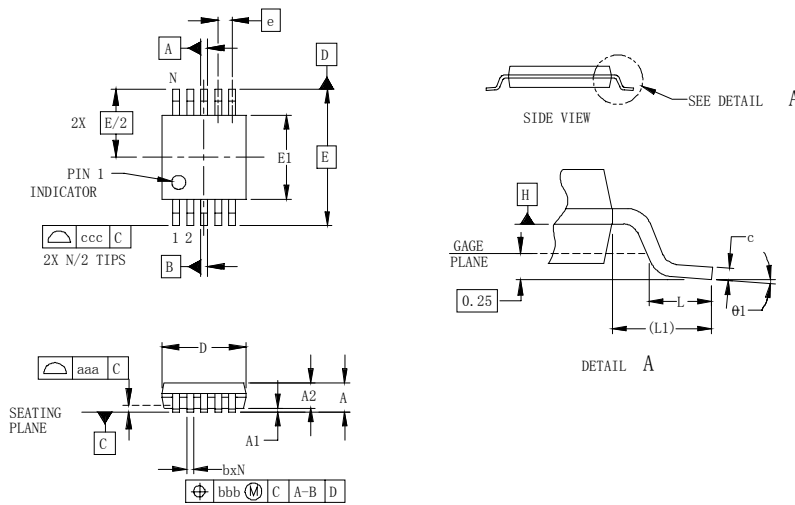 e
A
D
N
2X E/2
E1
E
PIN 1
INDICATOR
ccc C
1 2
2X N/2 TIPS
B
SEE DETAIL A
SIDE VIEW
H
GAGE
PLANE
c
0.25
L
(L1)
θ1
DETAIL A
D
aaa C
A2
A
SEATING
PLANE
C
A1
bxN
bbb M C A-B D